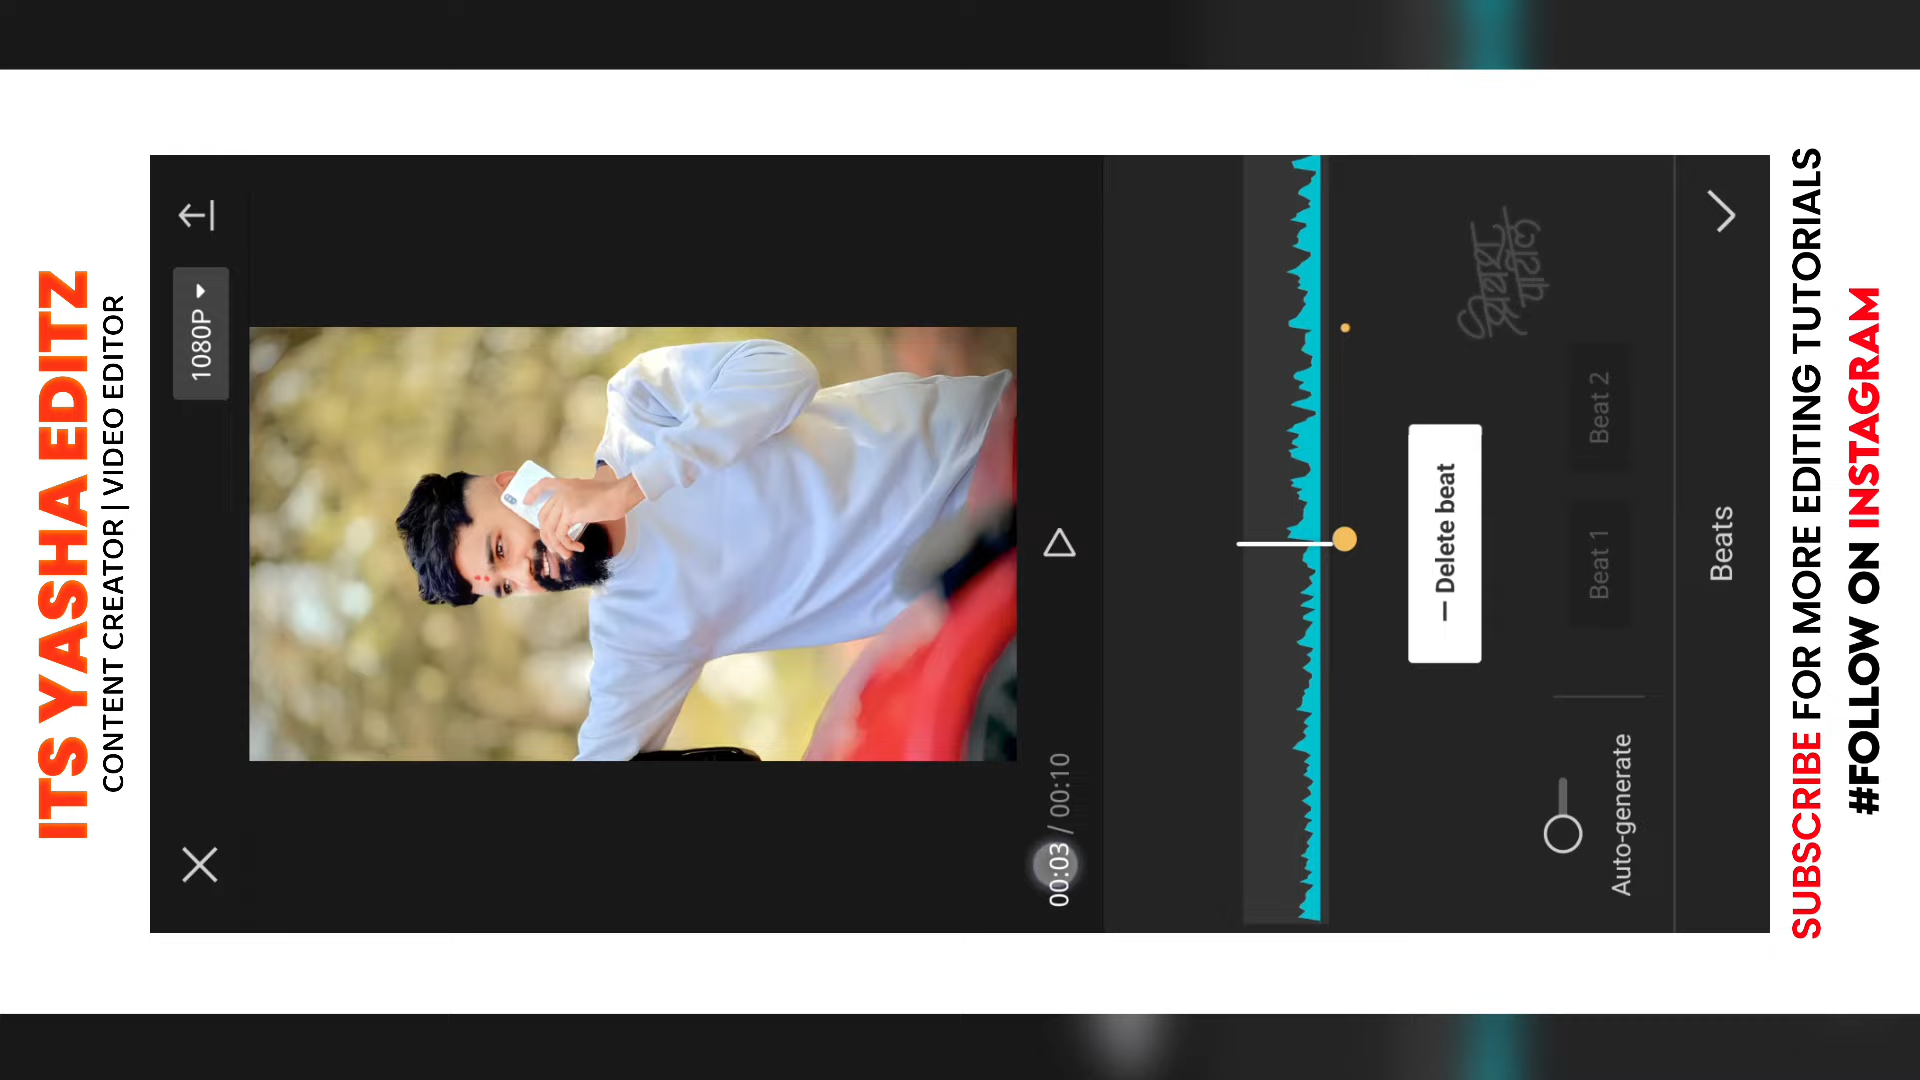 ITS YASHA EDITZ
CONTENT CREATOR | VIDEO EDITOR
1080P
00:03 / 00:10
श्रीयश
पाटील
— Delete beat
Beat 1
Beat 2
Auto-generate
Beats
SUBSCRIBE FOR MORE EDITING TUTORIALS
#FOLLOW ON INSTAGRAM